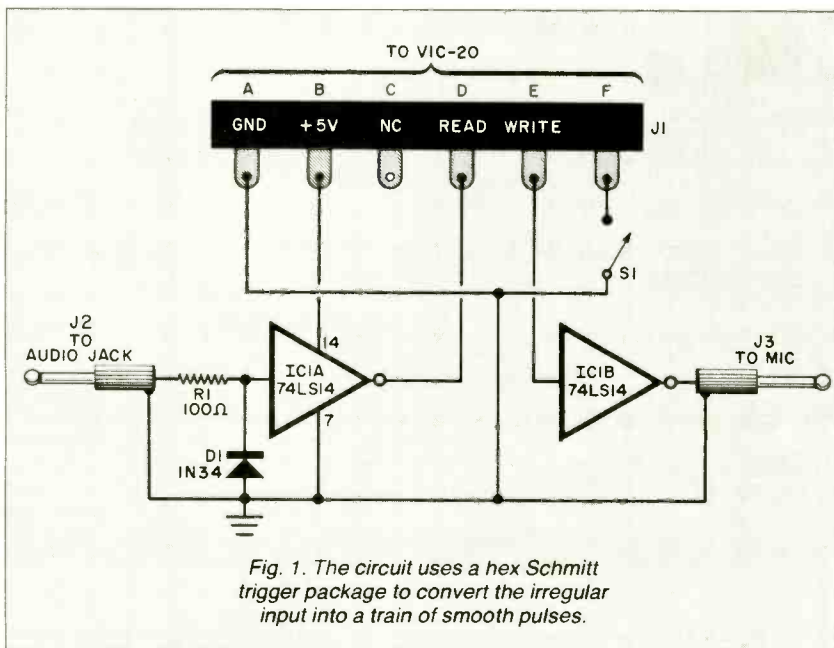 TO VIC-20
A B C D E F
GND +5V NC READ WRITE J1
S1
J2
TO
AUDIO JACK
R1
100Ω
14
IC1A
74LS14
7
D1
1N34
IC1B
74LS14
J3
TO MIC
Fig. 1. The circuit uses a hex Schmitt
trigger package to convert the irregular
input into a train of smooth pulses.